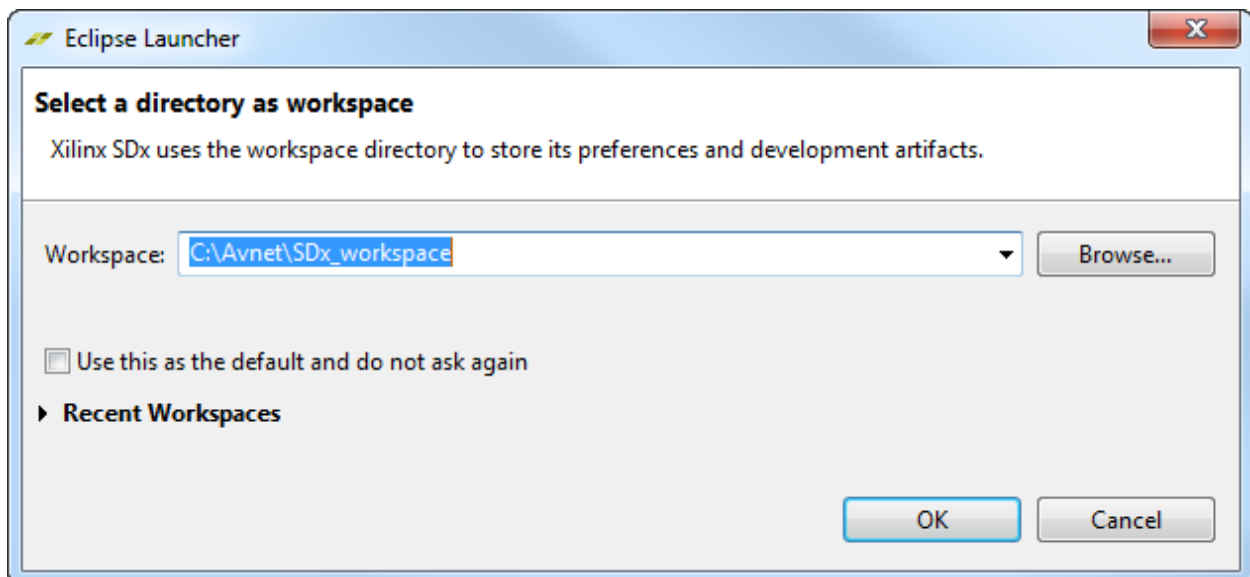 Eclipse Launcher
Select a directory as workspace
Xilinx SDx uses the workspace directory to store its preferences and development artifacts.
Workspace: C:\Avnet\SDx_workspace Browse...
Use this as the default and do not ask again
Recent Workspaces
OK Cancel